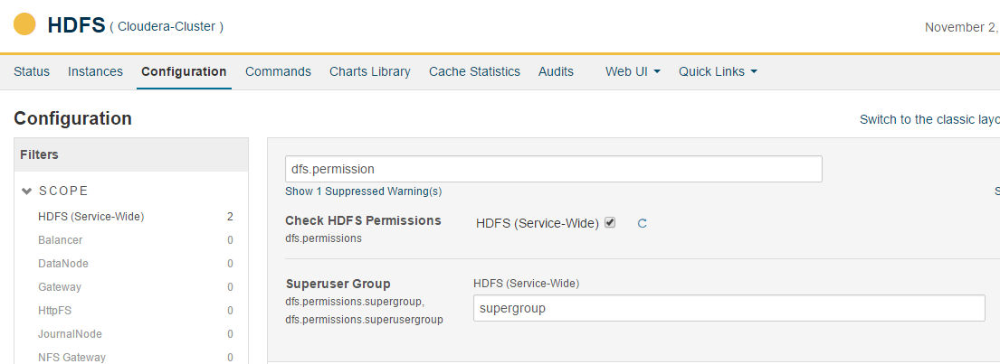 HDFS ( Cloudera-Cluster )
November 2,
Status Instances Configuration Commands Charts Library Cache Statistics Audits Web UI Quick Links
Configuration
Switch to the classic layo
Filters
SCOPE
HDFS (Service-Wide) 2
Balancer 0
DataNode 0
Gateway 0
HttpFS 0
JournalNode 0
NFS Gateway 0
dfs.permission
Show 1 Suppressed Warning(s)
S
Check HDFS Permissions
dfs.permissions
HDFS (Service-Wide)
Superuser Group
dfs.permissions.supergroup,
dfs.permissions.superusergroup
HDFS (Service-Wide)
supergroup